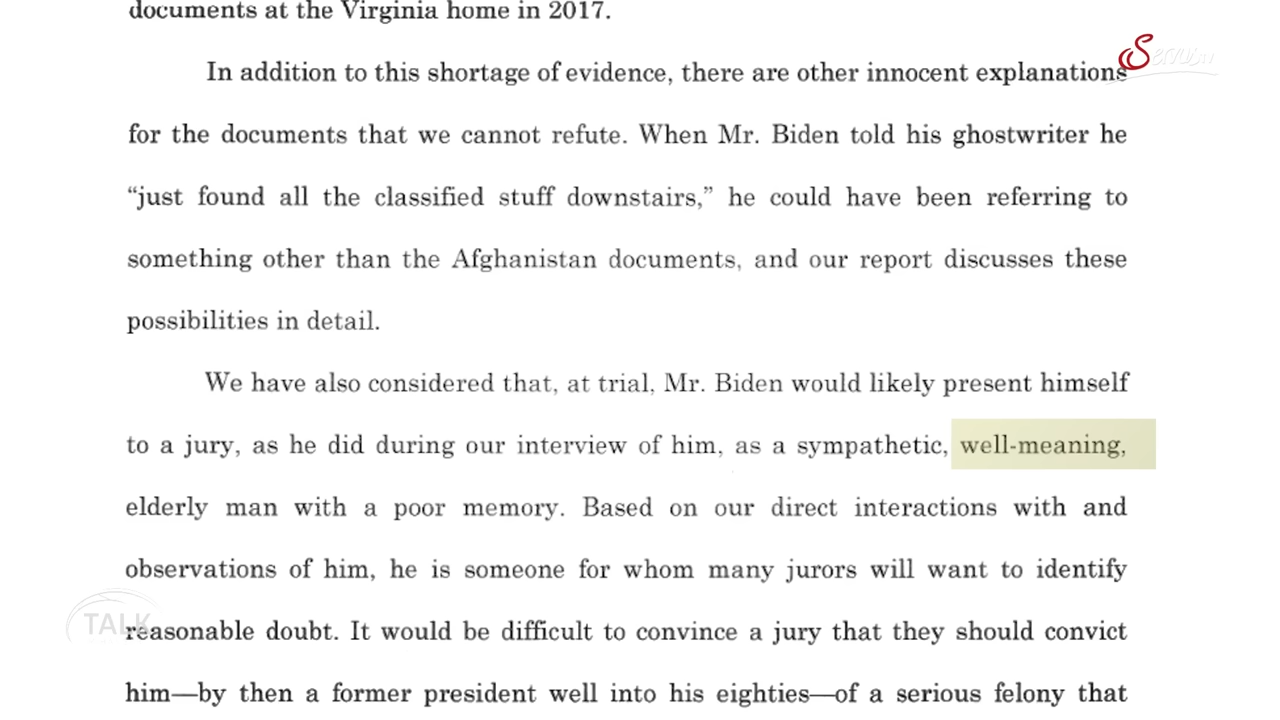 documents at the Virginia home in 2017.
In addition to this shortage of evidence, there are other innocent explanations
for the documents that we cannot refute. When Mr. Biden told his ghostwriter he
“just found all the classified stuff downstairs,” he could have been referring to
something other than the Afghanistan documents, and our report discusses these
possibilities in detail.
We have also considered that, at trial, Mr. Biden would likely present himself
to a jury, as he did during our interview of him, as a sympathetic, well-meaning,
elderly man with a poor memory. Based on our direct interactions with and
observations of him, he is someone for whom many jurors will want to identify
reasonable doubt. It would be difficult to convince a jury that they should convict
him—by then a former president well into his eighties—of a serious felony that
ServusTV
TALK